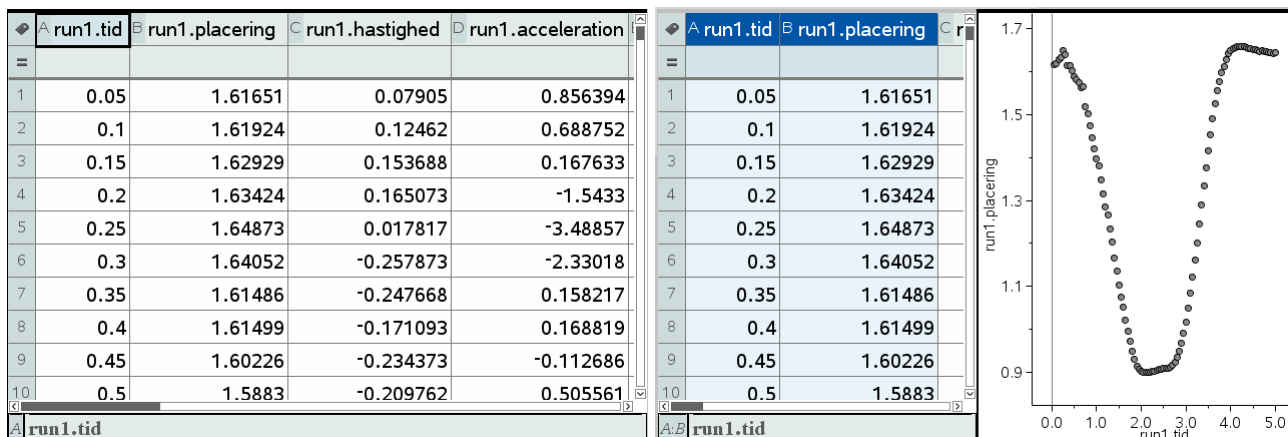 A run1.tid B run1.placering C run1.hastighed D run1.acceleration
=
1 0.05 1.61651 0.07905 0.856394
2 0.1 1.61924 0.12462 0.688752
3 0.15 1.62929 0.153688 0.167633
4 0.2 1.63424 0.165073 -1.5433
5 0.25 1.64873 0.017817 -3.48857
6 0.3 1.64052 -0.257873 -2.33018
7 0.35 1.61486 -0.247668 0.158217
8 0.4 1.61499 -0.171093 0.168819
9 0.45 1.60226 -0.234373 -0.112686
10 0.5 1.5883 -0.209762 0.505561
A run1.tid
A run1.tid B run1.placering C r
=
1 0.05 1.61651
2 0.1 1.61924
3 0.15 1.62929
4 0.2 1.63424
5 0.25 1.64873
6 0.3 1.64052
7 0.35 1.61486
8 0.4 1.61499
9 0.45 1.60226
10 0.5 1.5883
A:B run1.tid
run1.placering
1.7
1.5
1.3
1.1
0.9
0.0 1.0 2.0 3.0 4.0 5.0
run1.tid